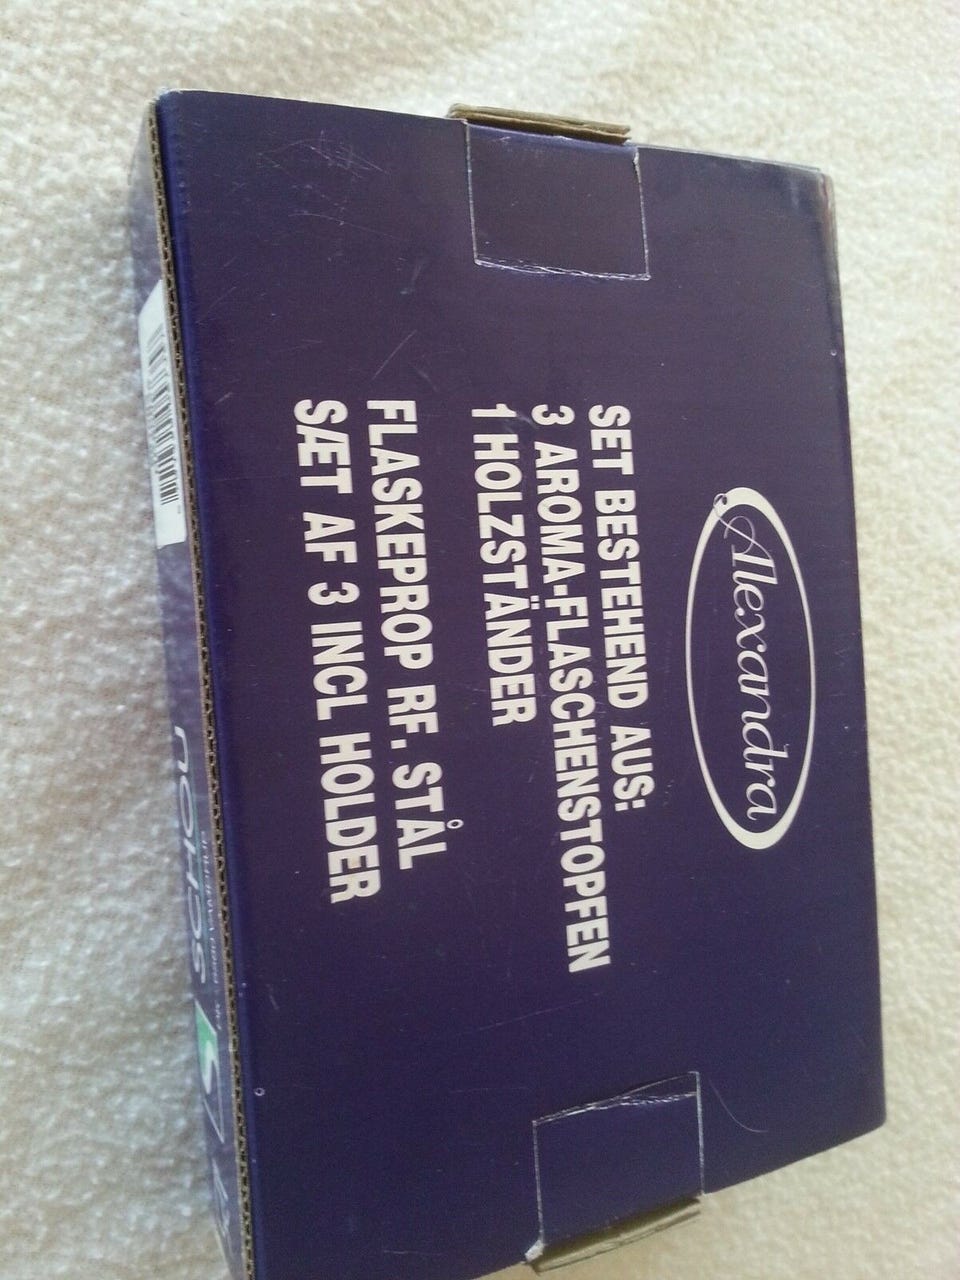 Alexandra
SET BESTEHEND AUS:
3 AROMA-FLASCHENSTOPFEN
1 HOLZSTÄNDER
FLASKEPROP RF. STÅL
SÆT AF 3 INCL HOLDER